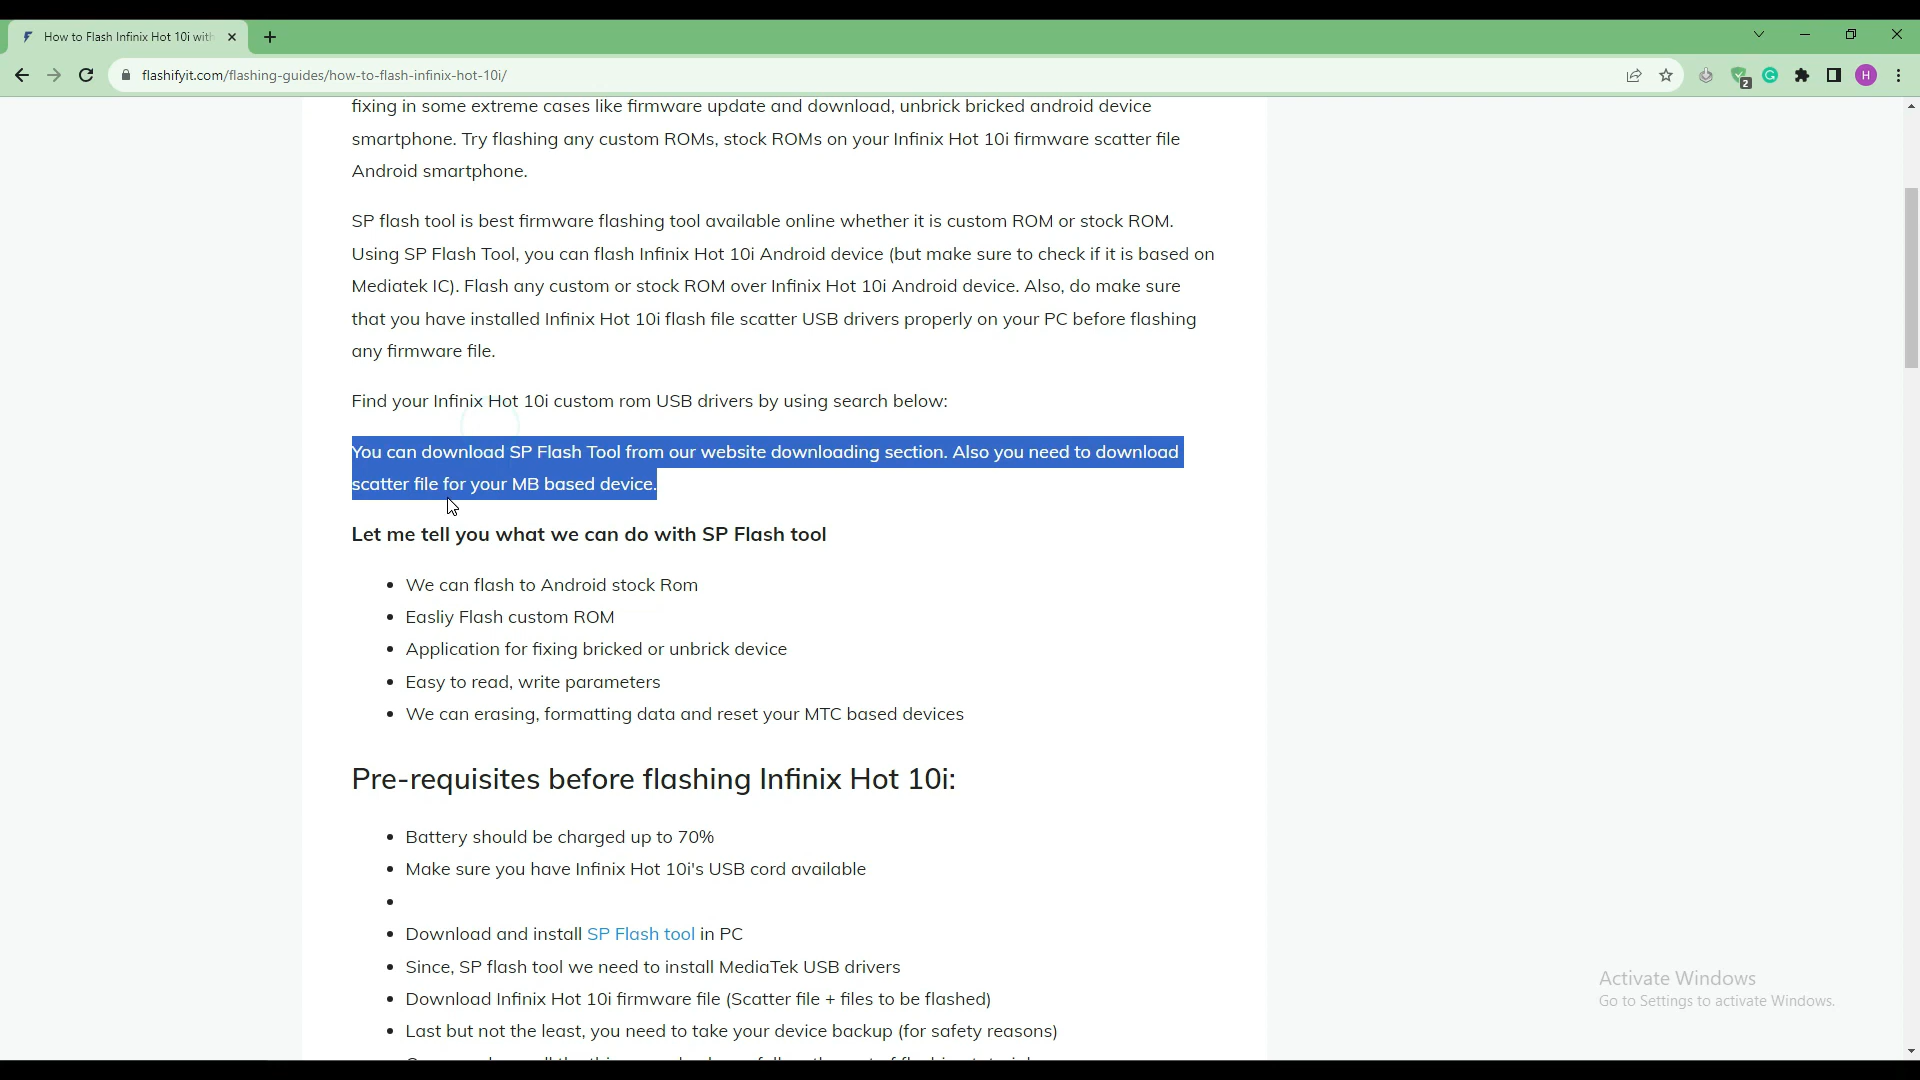 How to Flash Infinix Hot 10i with
flashifyit.com/flashing-guides/how-to-flash-infinix-hot-10i/
2
H
fixing in some extreme cases like firmware update and download, unbrick bricked android device
smartphone. Try flashing any custom ROMs, stock ROMs on your Infinix Hot 10i firmware scatter file
Android smartphone.
SP flash tool is best firmware flashing tool available online whether it is custom ROM or stock ROM.
Using SP Flash Tool, you can flash Infinix Hot 10i Android device (but make sure to check if it is based on
Mediatek IC). Flash any custom or stock ROM over Infinix Hot 10i Android device. Also, do make sure
that you have installed Infinix Hot 10i flash file scatter USB drivers properly on your PC before flashing
any firmware file.
Find your Infinix Hot 10i custom rom USB drivers by using search below:
You can download SP Flash Tool from our website downloading section. Also you need to download
scatter file for your MB based device.
Let me tell you what we can do with SP Flash tool
• We can flash to Android stock Rom
• Easliy Flash custom ROM
• Application for fixing bricked or unbrick device
• Easy to read, write parameters
• We can erasing, formatting data and reset your MTC based devices
Pre-requisites before flashing Infinix Hot 10i:
• Battery should be charged up to 70%
• Make sure you have Infinix Hot 10i's USB cord available
•
• Download and install SP Flash tool in PC
• Since, SP flash tool we need to install MediaTek USB drivers
• Download Infinix Hot 10i firmware file (Scatter file + files to be flashed)
• Last but not the least, you need to take your device backup (for safety reasons)
Activate Windows
Go to Settings to activate Windows.